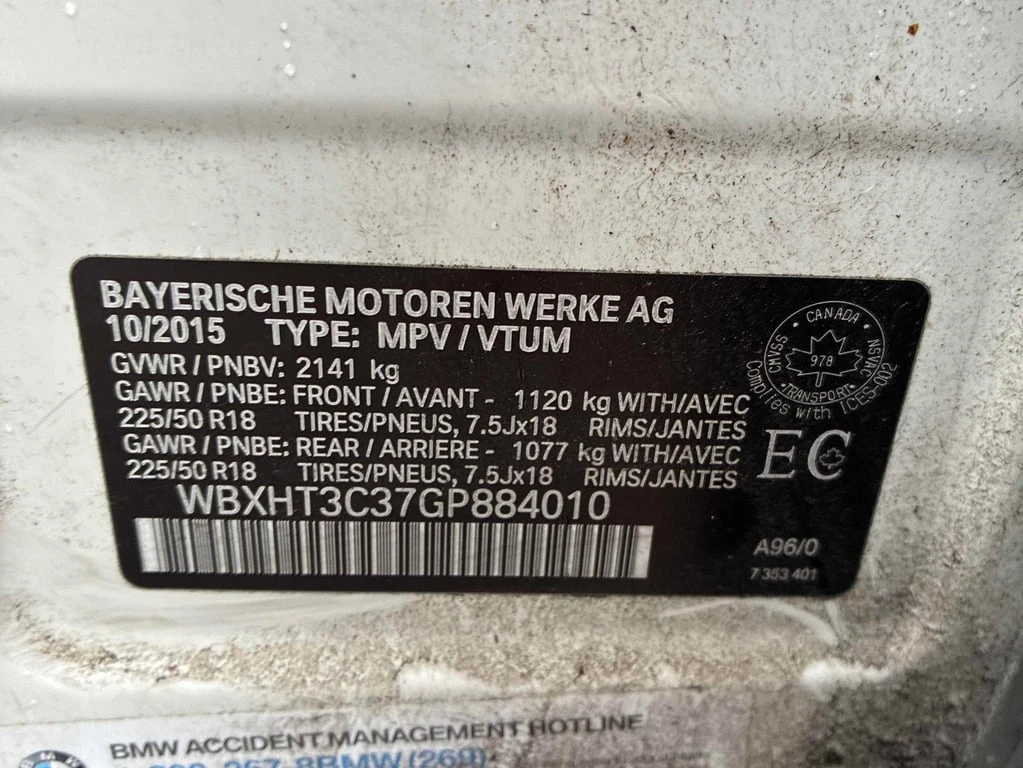 BAYERISCHE MOTOREN WERKE AG
10/2015 TYPE: MPV / VTUM
GVWR / PNBV: 2141 kg
GAWR / PNBE: FRONT / AVANT - 1120 kg WITH/AVEC
225/50 R18 TIRES/PNEUS, 7.5Jx18 RIMS/JANTES
GAWR / PNBE: REAR / ARRIERE - 1077 kg WITH/AVEC
225/50 R18 TIRES/PNEUS, 7.5Jx18 RIMS/JANTES
WBXHT3C37GP884010
CANADA
CMVSS
NSVAC
978
TRANSPORT
Complies with ICES-002
EC
A96/0
7 353 401
BMW ACCIDENT MANAGEMENT HOTLINE
8BMW (269)